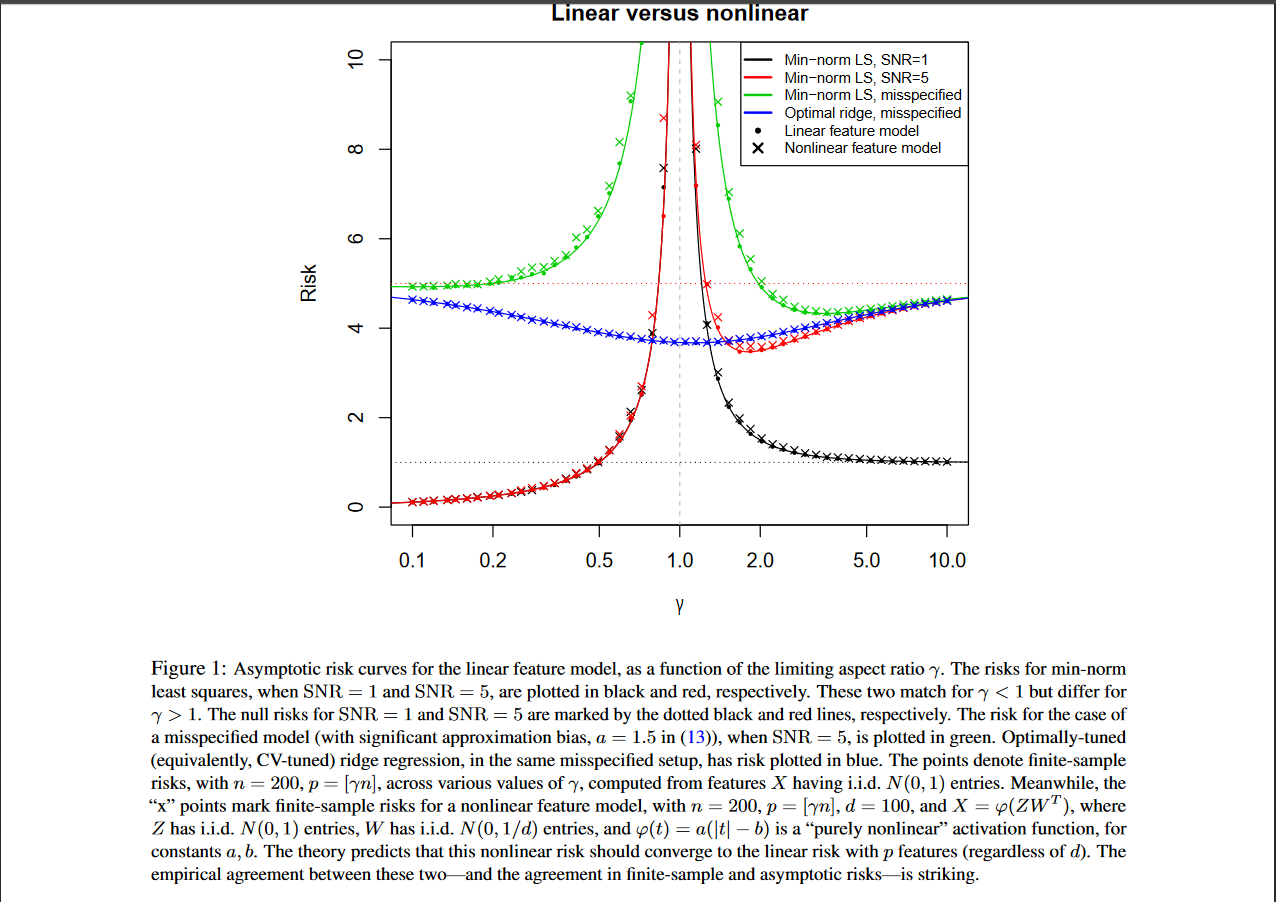 Linear versus nonlinear
Min−norm LS, SNR=1
Min−norm LS, SNR=5
Min−norm LS, misspecified
Optimal ridge, misspecified
Linear feature model
Nonlinear feature model
Risk
10
8
6
4
2
0
0.1 0.2 0.5 1.0 2.0 5.0 10.0
γ
Figure 1: Asymptotic risk curves for the linear feature model, as a function of the limiting aspect ratio γ. The risks for min-norm
least squares, when SNR = 1 and SNR = 5, are plotted in black and red, respectively. These two match for γ < 1 but differ for
γ > 1. The null risks for SNR = 1 and SNR = 5 are marked by the dotted black and red lines, respectively. The risk for the case of
a misspecified model (with significant approximation bias, a = 1.5 in (13)), when SNR = 5, is plotted in green. Optimally-tuned
(equivalently, CV-tuned) ridge regression, in the same misspecified setup, has risk plotted in blue. The points denote finite-sample
risks, with n = 200, p = [γn], across various values of γ, computed from features X having i.i.d. N(0, 1) entries. Meanwhile, the
“x” points mark finite-sample risks for a nonlinear feature model, with n = 200, p = [γn], d = 100, and X = φ(ZWᵀ), where
Z has i.i.d. N(0, 1) entries, W has i.i.d. N(0, 1/d) entries, and φ(t) = a(|t| − b) is a “purely nonlinear” activation function, for
constants a, b. The theory predicts that this nonlinear risk should converge to the linear risk with p features (regardless of d). The
empirical agreement between these two—and the agreement in finite-sample and asymptotic risks—is striking.